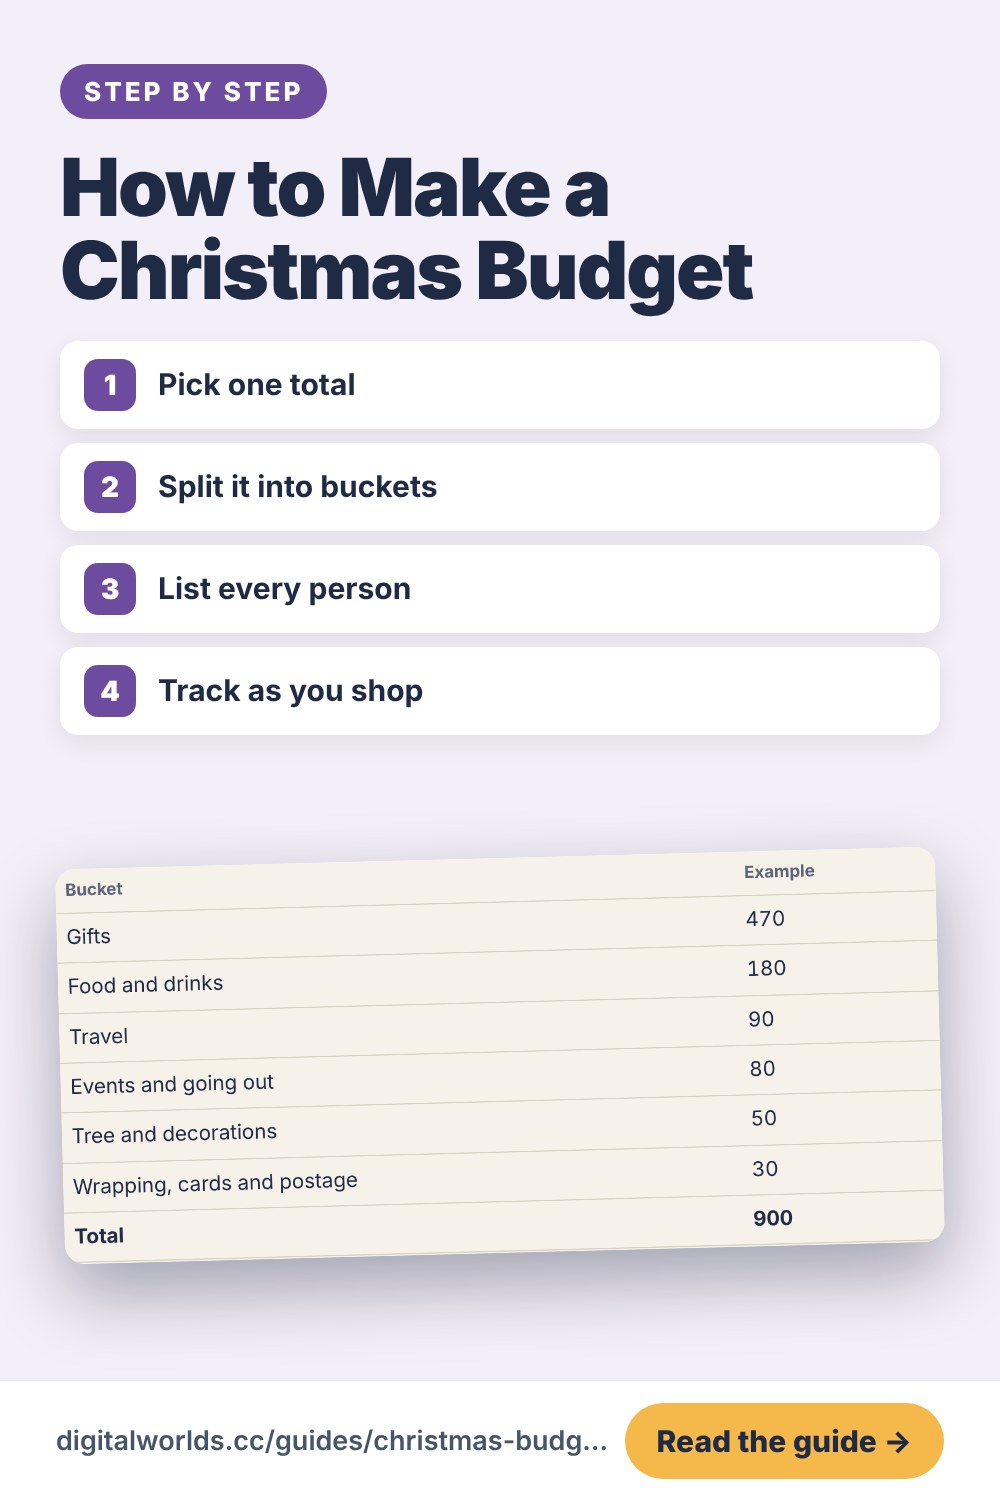 STEP BY STEP
How to Make a
Christmas Budget
1 Pick one total
2 Split it into buckets
3 List every person
4 Track as you shop
Bucket Example
Gifts 470
Food and drinks 180
Travel 90
Events and going out 80
Tree and decorations 50
Wrapping, cards and postage 30
Total 900
digitalworlds.cc/guides/christmas-budg... Read the guide →